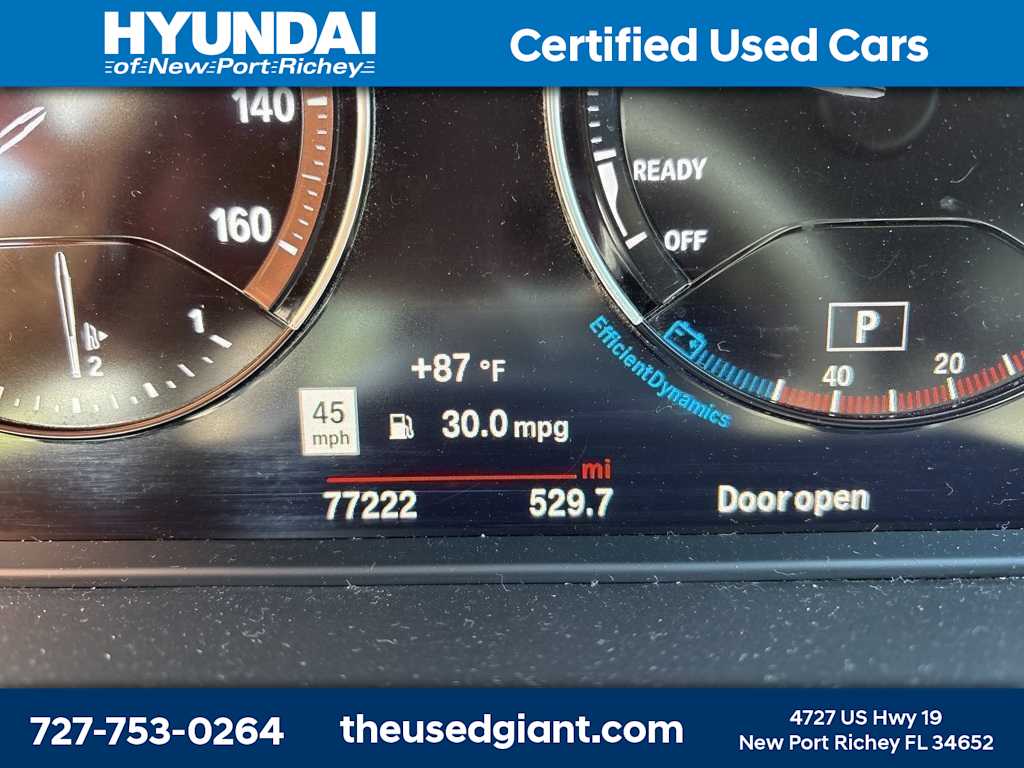 HYUNDAI
of New Port Richey
Certified Used Cars
140
160
1
2
2
READY
OFF
P
40
20
EfficientDynamics
+87 °F
45
mph
30.0 mpg
mi
77222
529.7
Door open
727-753-0264
theusedgiant.com
4727 US Hwy 19
New Port Richey FL 34652